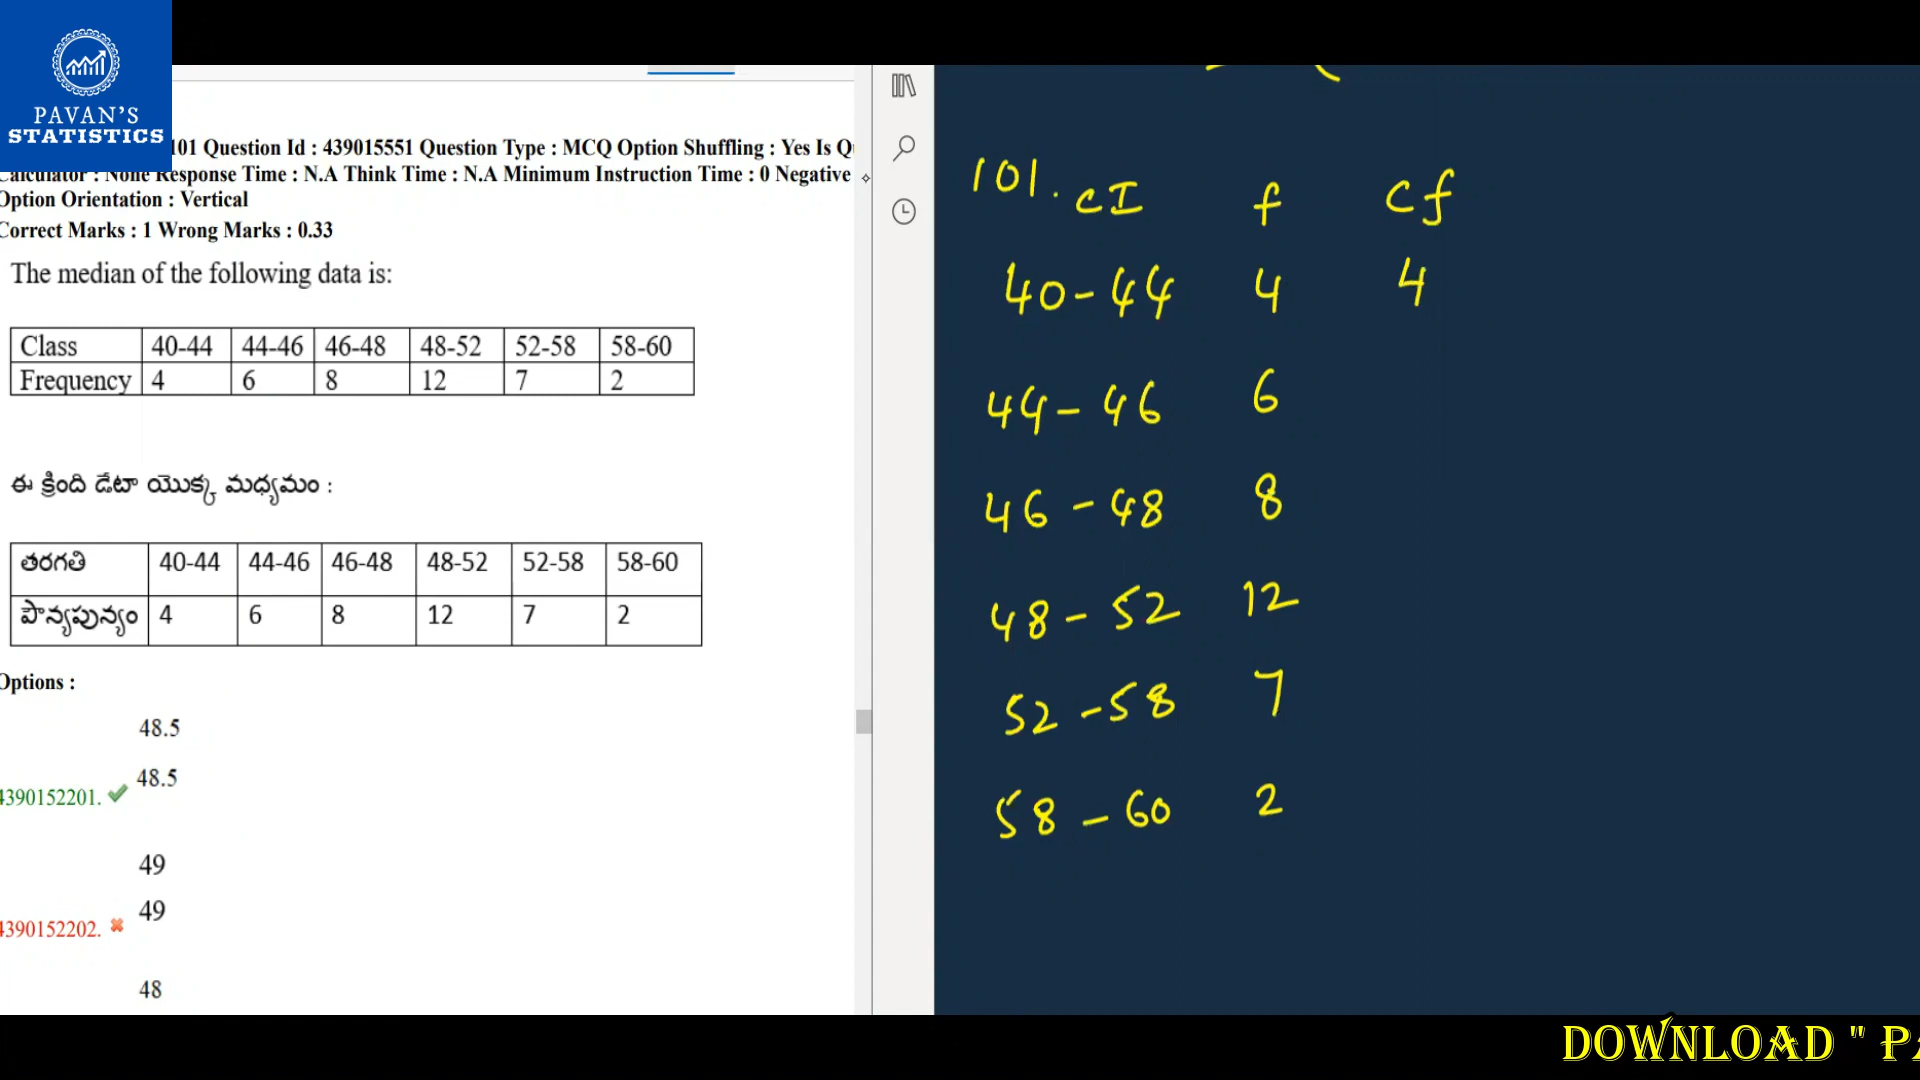 PAVAN'S
STATISTICS
101 Question Id : 439015551 Question Type : MCQ Option Shuffling : Yes Is Q
Calculator : None Response Time : N.A Think Time : N.A Minimum Instruction Time : 0 Negative
Option Orientation : Vertical
Correct Marks : 1 Wrong Marks : 0.33
The median of the following data is:
Class 40-44 44-46 46-48 48-52 52-58 58-60
Frequency 4 6 8 12 7 2
ఈ క్రింది డేటా యొక్క మధ్యమం :
తరగతి 40-44 44-46 46-48 48-52 52-58 58-60
పౌన్యపున్యం 4 6 8 12 7 2
Options :
48.5
48.5
4390152201.
49
49
4390152202.
48
101. CI f Cf
40-44 4 4
44-46 6
46-48 8
48-52 12
52-58 7
58-60 2
DOWNLOAD " PA